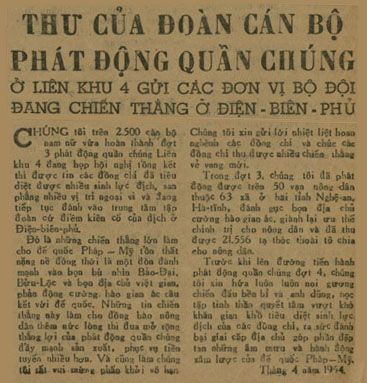 THƯ CỦA ĐOÀN CÁN BỘ
PHÁT ĐỘNG QUẦN CHÚNG
Ở LIÊN KHU 4 GỬI CÁC ĐƠN VỊ BỘ ĐỘI
ĐANG CHIẾN THẮNG Ở ĐIỆN-BIÊN-PHỦ
CHÚNG tôi trên 2.500 cán bộ
nam nữ vừa hoàn thành đợt
3 phát động quần chúng Liên
khu 4 đang họp hội nghị tổng kết
thì được tin các đồng chí đã tiêu
diệt được nhiều sinh lực địch, san
phẳng nhiều vị trí ngoại vi và đang
tiếp tục đánh vào trung tâm tập
đoàn cứ điểm kiên cố của địch ở
Điện-biên-phủ.
Đó là những chiến thắng lớn làm
cho đế quốc Pháp — Mỹ tổn thất
nặng nề đồng thời là một đòn đánh
mạnh vào bọn bù nhìn Bảo-Đại,
Bửu-Lộc và bọn địa chủ việt gian,
phản động cường hào gian ác câu
kết với đế quốc. Những tin chiến
thắng này làm cho đồng bào nông
dân thêm nức lòng thi đua mở rộng
thắng lợi của phát động quần chúng
đẩy mạnh sản xuất, phục vụ tiền
tuyến nhiều hơn. Và cũng làm chúng
tôi rất vui mừng phấn khởi vô hạn
Chúng tôi xin gửi lời nhiệt liệt hoan
nghênh các đồng chí và chúc các
đồng chí thu được nhiều chiến thắng
vẻ vang mới.
Trong đợt 3, chúng tôi đã phát
động được trên 50 vạn nông dân
thuộc 63 xã ở hai tỉnh Nghệ-an,
Hà-tĩnh, đánh gục bọn địa chủ
cường hào gian ác, giành lại ưu thế
chính trị cho nông dân và đã thu
được 21.556 tạ thóc thoái tô chia
cho nông dân.
Trước khi lên đường tiến hành
phát động quần chúng đợt 4, chúng
tôi xin hứa luôn luôn noi gương
chiến đấu bền bỉ và anh dũng, học
tập tinh thần quyết tâm vượt khó
khăn gian khổ tiêu diệt sinh lực
địch của các đồng chí, ra sức đánh
bại giai cấp địa chủ góp phần đập
tan những âm mưu và hành động
xâm lược của đế quốc Pháp—Mỹ.
Tháng 4 năm 1954.